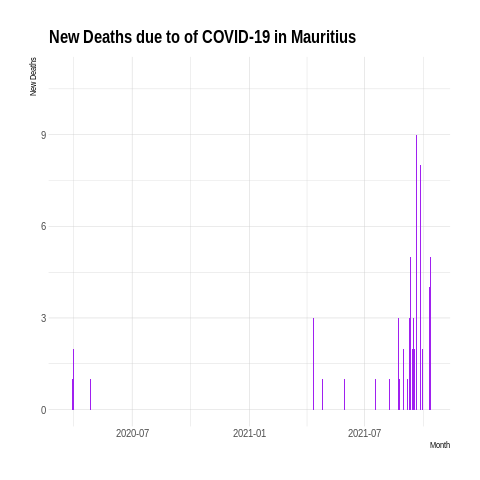 New Deaths due to of COVID-19 in Mauritius
New Deaths
9
6
3
0
2020-07 2021-01 2021-07
Month